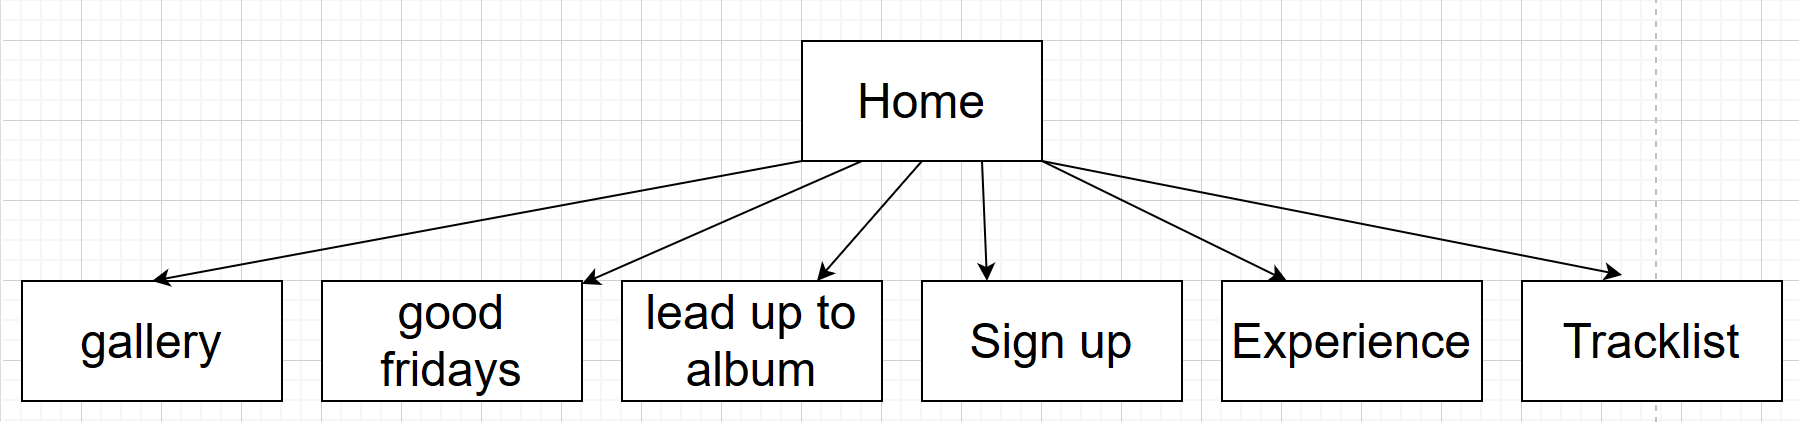 Home
gallery
good
fridays
lead up to
album
Sign up
Experience
Tracklist